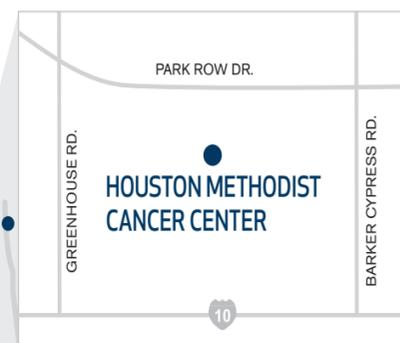 PARK ROW DR.
GREENHOUSE RD.
HOUSTON METHODIST
CANCER CENTER
BARKER CYPRESS RD.
10